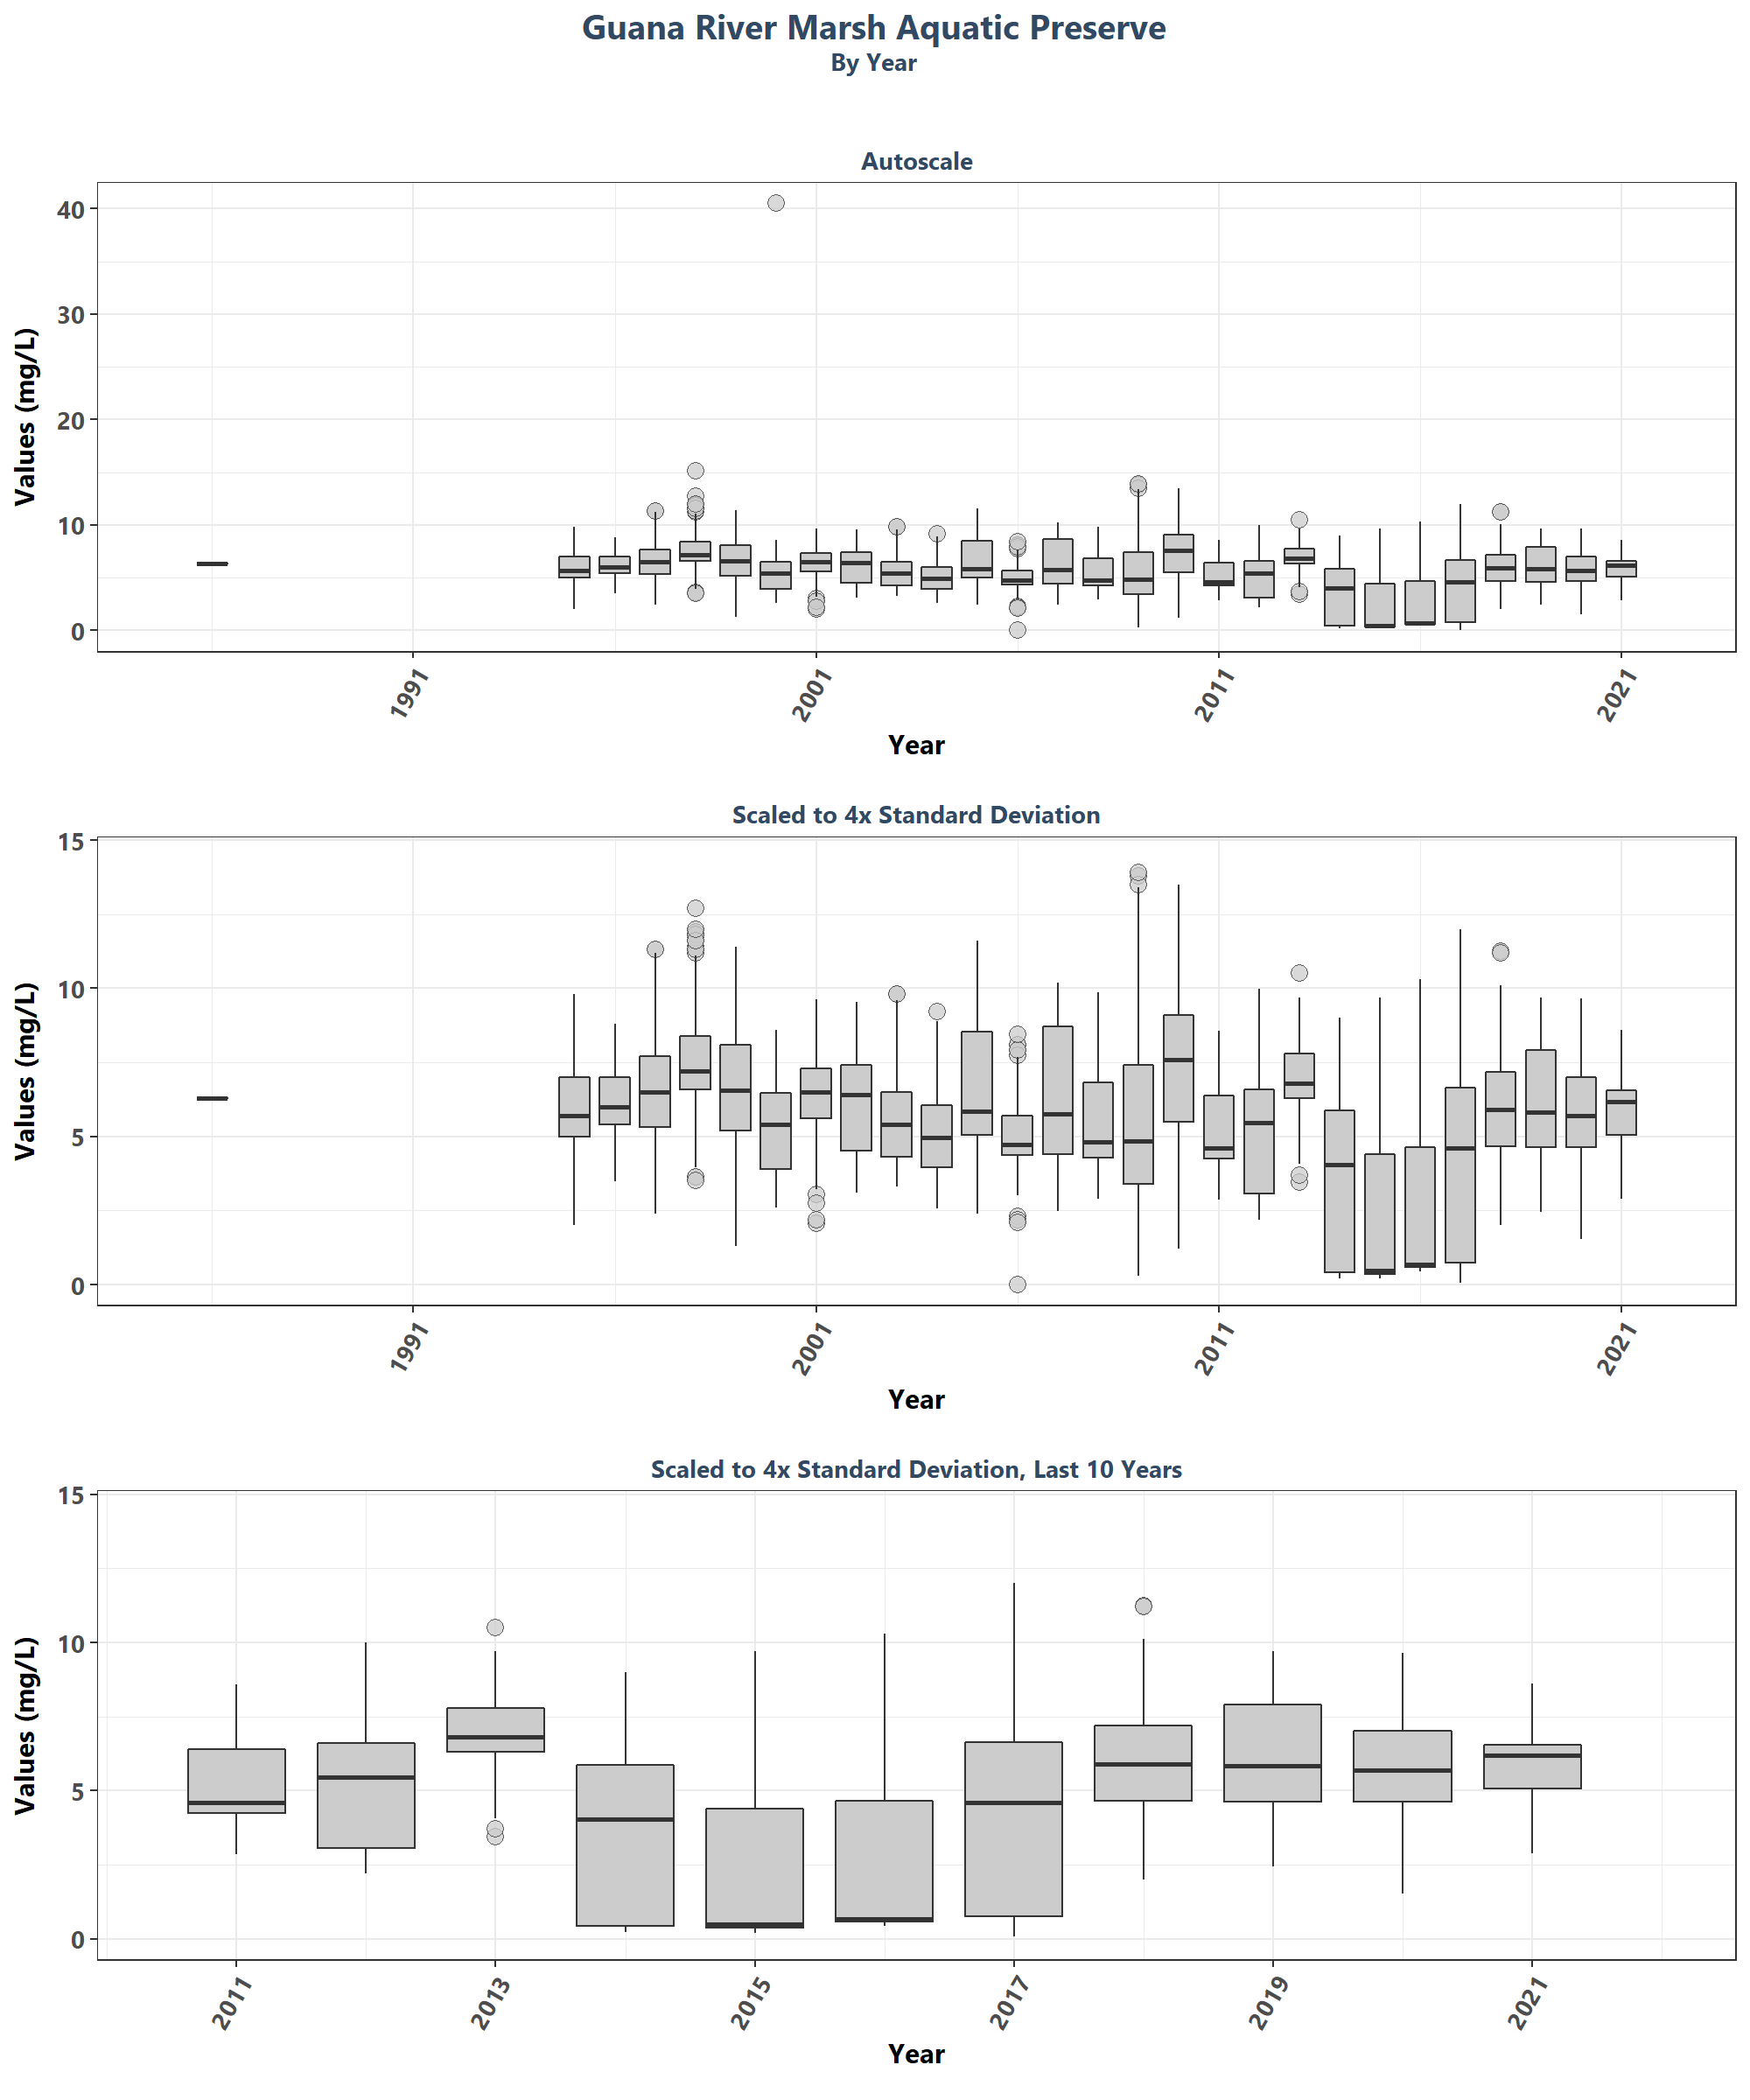 Guana River Marsh Aquatic Preserve
By Year
Autoscale
Values (mg/L)
40
30
20
10
0
1991
2001
2011
2021
Year
Scaled to 4x Standard Deviation
Values (mg/L)
15
10
5
0
1991
2001
2011
2021
Year
Scaled to 4x Standard Deviation, Last 10 Years
Values (mg/L)
15
10
5
0
2011
2013
2015
2017
2019
2021
Year